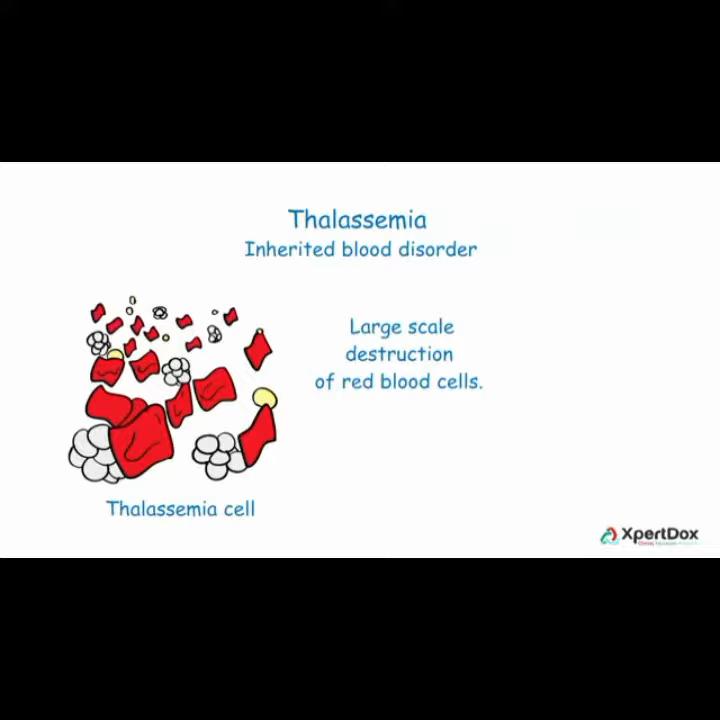 Thalassemia
Inherited blood disorder
Large scale
destruction
of red blood cells.
Thalassemia cell
XpertDox